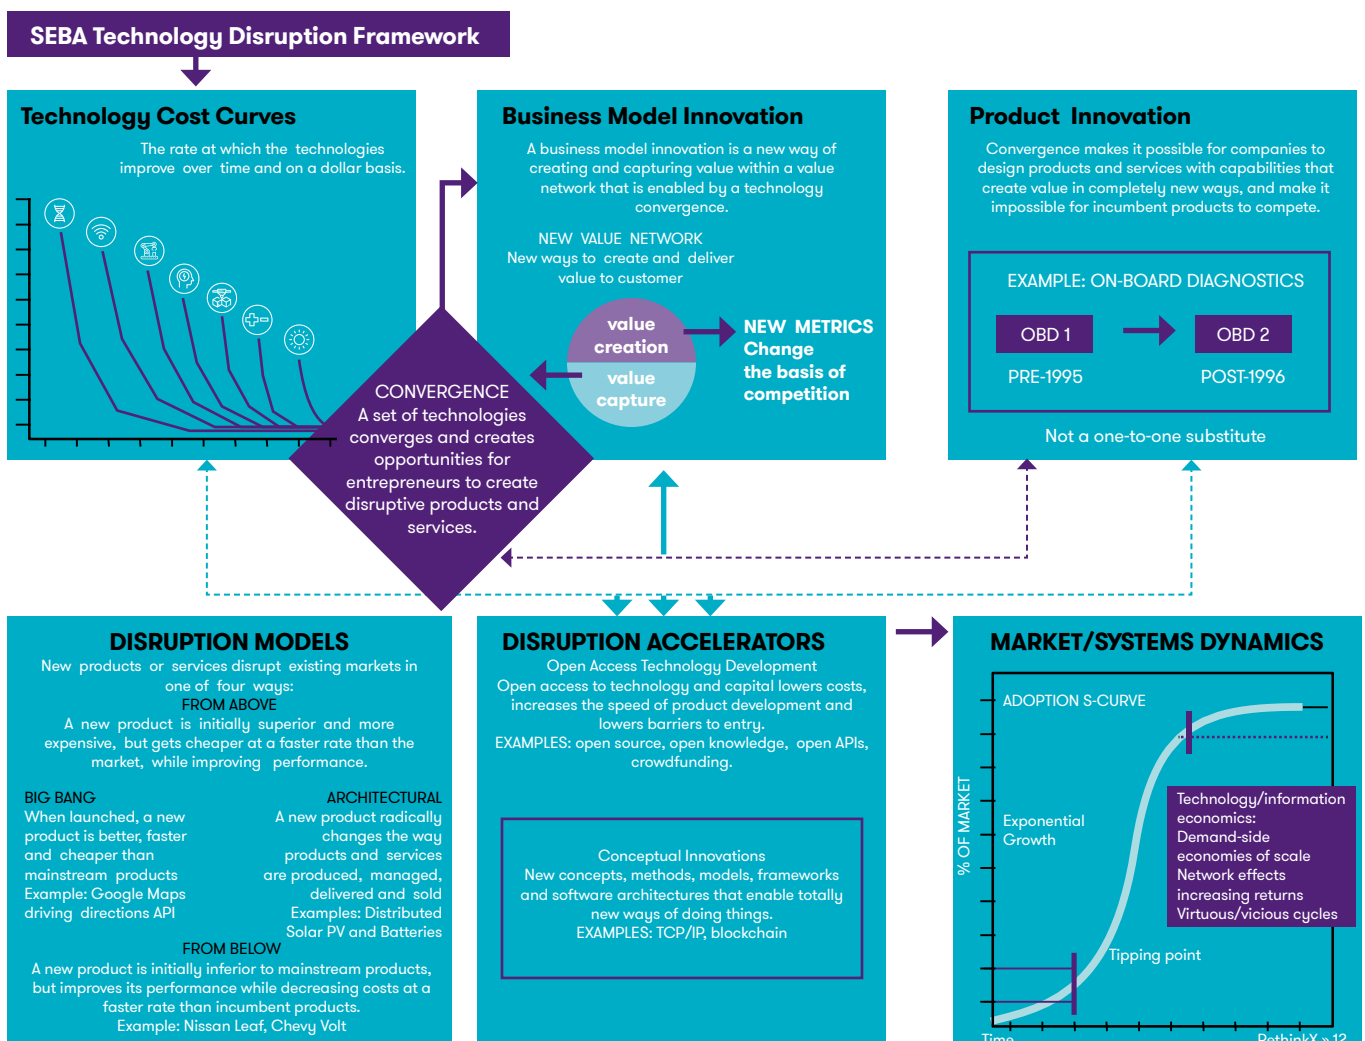 SEBA Technology Disruption Framework
Technology Cost Curves
The rate at which the technologies
improve over time and on a dollar basis.
CONVERGENCE
A set of technologies
converges and creates
opportunities for
entrepreneurs to create
disruptive products and
services.
Business Model Innovation
A business model innovation is a new way of
creating and capturing value within a value
network that is enabled by a technology
convergence.
NEW VALUE NETWORK
New ways to create and deliver
value to customer
value
creation
value
capture
NEW METRICS
Change
the basis of
competition
Product Innovation
Convergence makes it possible for companies to
design products and services with capabilities that
create value in completely new ways, and make it
impossible for incumbent products to compete.
EXAMPLE: ON-BOARD DIAGNOSTICS
OBD 1
OBD 2
PRE-1995
POST-1996
Not a one-to-one substitute
DISRUPTION MODELS
New products or services disrupt existing markets in
one of four ways:
FROM ABOVE
A new product is initially superior and more
expensive, but gets cheaper at a faster rate than the
market, while improving performance.
BIG BANG
When launched, a new
product is better, faster
and cheaper than
mainstream products
Example: Google Maps
driving directions API
ARCHITECTURAL
A new product radically
changes the way
products and services
are produced, managed,
delivered and sold
Examples: Distributed
Solar PV and Batteries
FROM BELOW
A new product is initially inferior to mainstream products,
but improves its performance while decreasing costs at a
faster rate than incumbent products.
Example: Nissan Leaf, Chevy Volt
DISRUPTION ACCELERATORS
Open Access Technology Development
Open access to technology and capital lowers costs,
increases the speed of product development and
lowers barriers to entry.
EXAMPLES: open source, open knowledge, open APIs,
crowdfunding.
Conceptual Innovations
New concepts, methods, models, frameworks
and software architectures that enable totally
new ways of doing things.
EXAMPLES: TCP/IP, blockchain
MARKET/SYSTEMS DYNAMICS
ADOPTION S-CURVE
% OF MARKET
Exponential
Growth
Technology/information
economics:
Demand-side
economies of scale
Network effects
increasing returns
Virtuous/vicious cycles
Tipping point
Time
RethinkX » 12